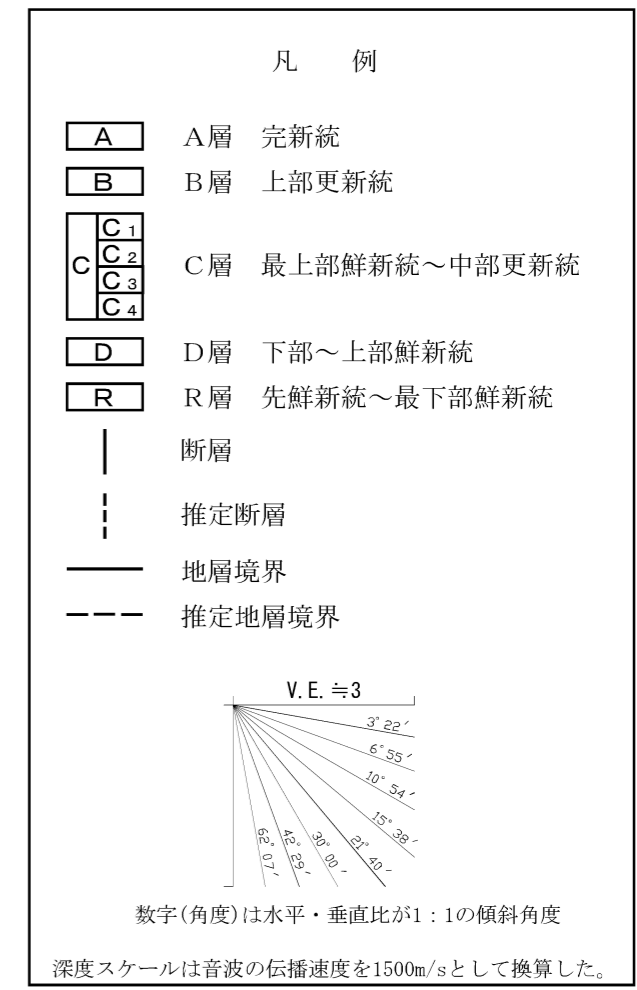 凡　例
A　A層　完新統
B　B層　上部更新統
C　C1　C2　C3　C4　C層　最上部鮮新統～中部更新統
D　D層　下部～上部鮮新統
R　R層　先鮮新統～最下部鮮新統
断層
推定断層
地層境界
推定地層境界
V.E.≒3
3°22′
6°55′
10°54′
15°38′
21°40′
30°00′
42°29′
62°07′
数字(角度)は水平・垂直比が1：1の傾斜角度
深度スケールは音波の伝播速度を1500m/sとして換算した。